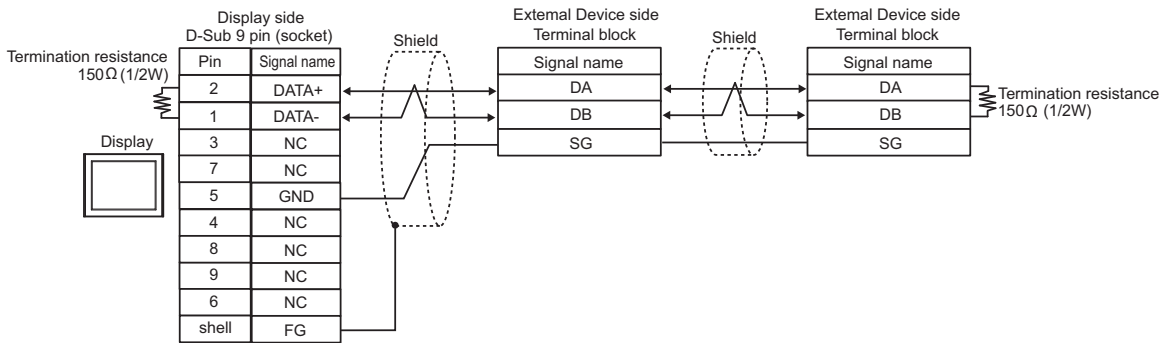 Display side
D-Sub 9 pin (socket)
Termination resistance
150Ω (1/2W)
Pin Signal name
2 DATA+
1 DATA-
3 NC
7 NC
5 GND
4 NC
8 NC
9 NC
6 NC
shell FG
Display
Shield
External Device side
Terminal block
Signal name
DA
DB
SG
Shield
External Device side
Terminal block
Signal name
DA
DB
SG
Termination resistance
150Ω (1/2W)